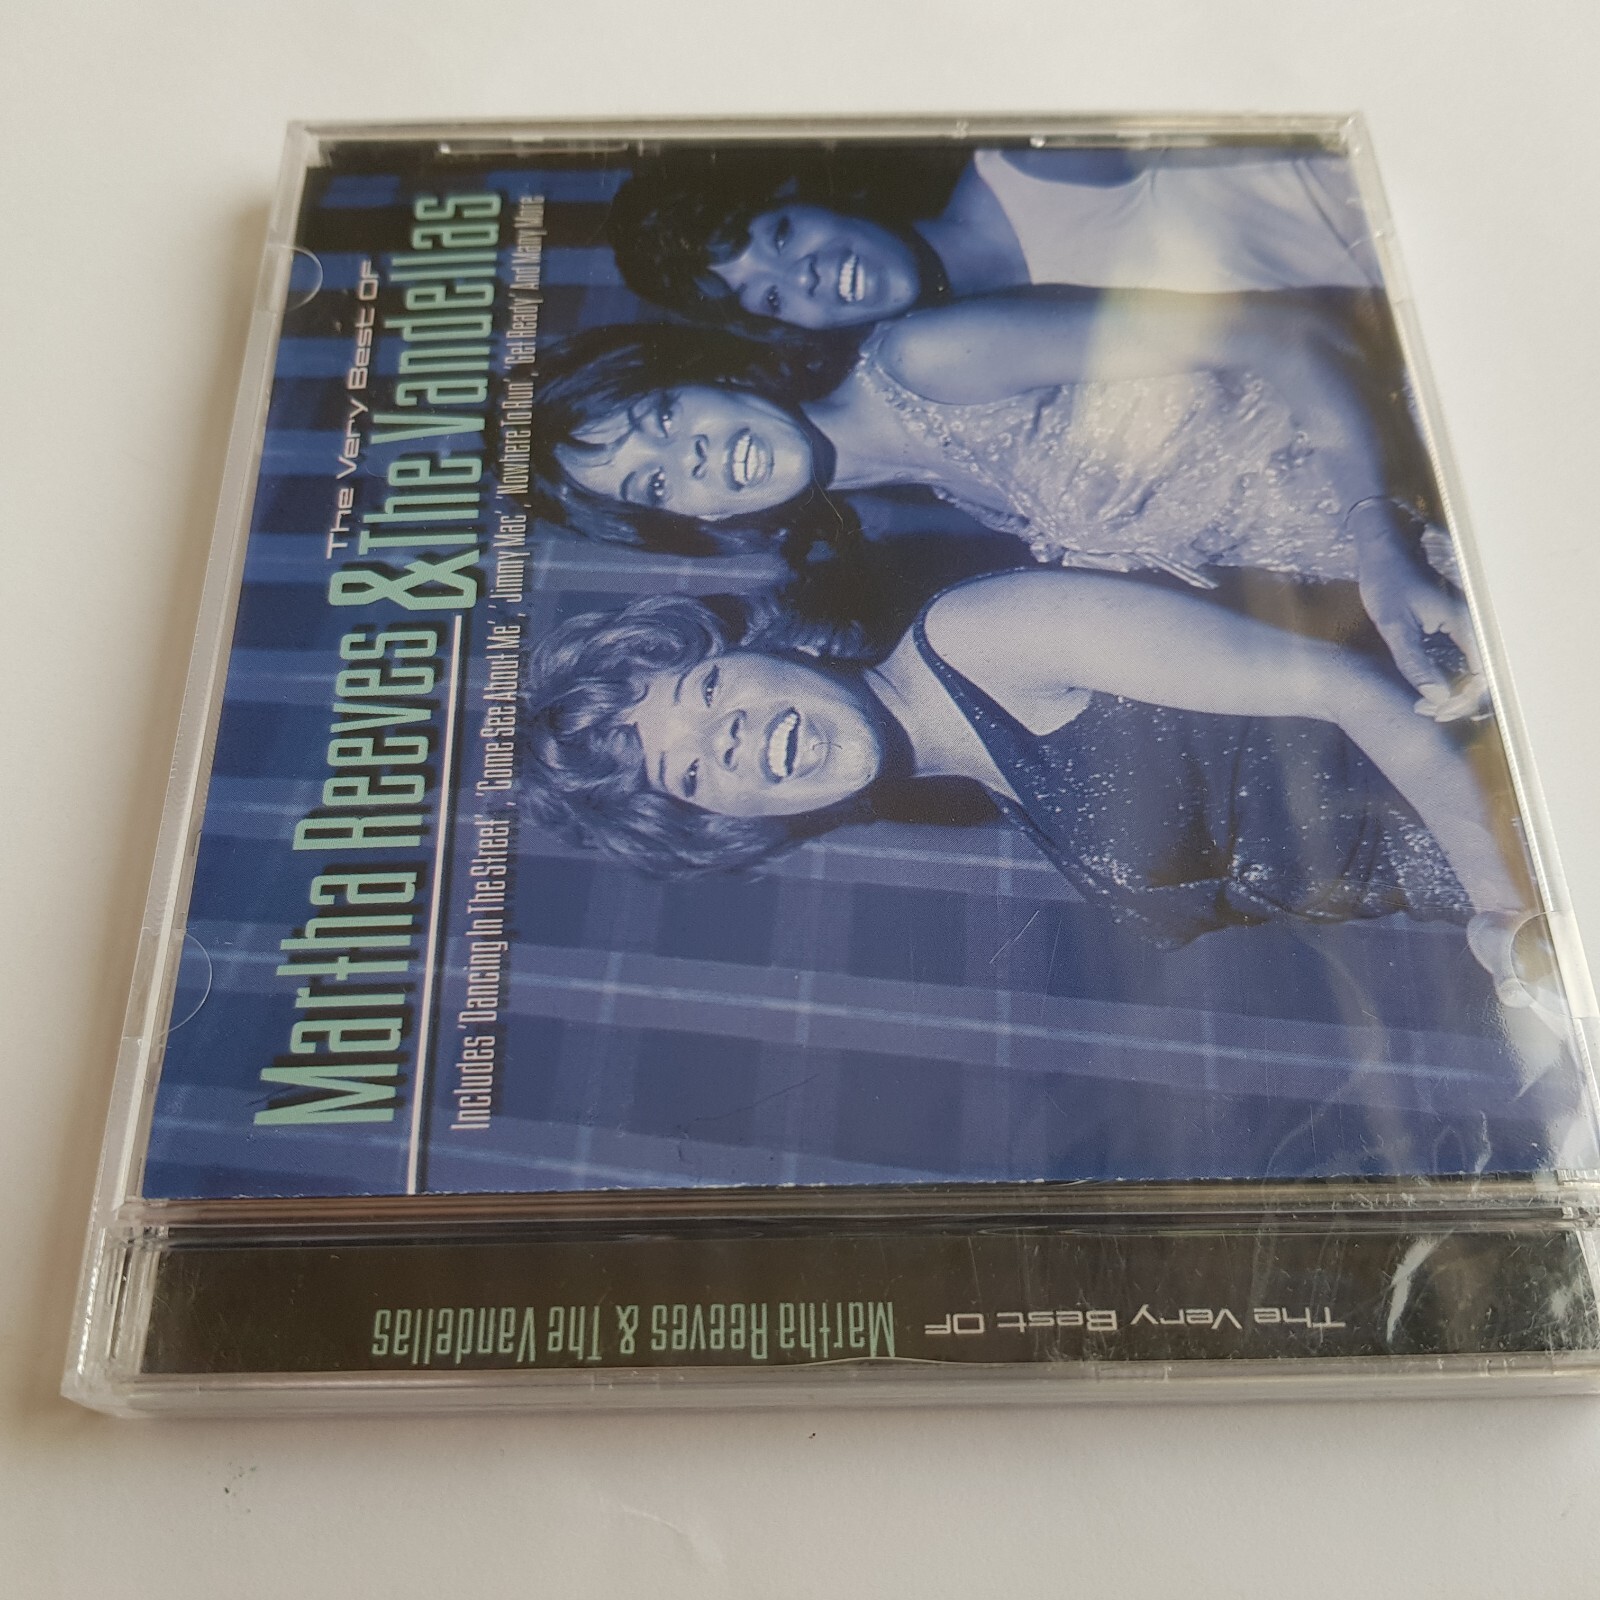 The Very Best Of
Martha Reeves & The Vandellas
Includes 'Dancing In The Street', 'Come See About Me', 'Jimmy Mac', 'Nowhere To Run', 'Get Ready' And Many More
The Very Best Of Martha Reeves & The Vandellas